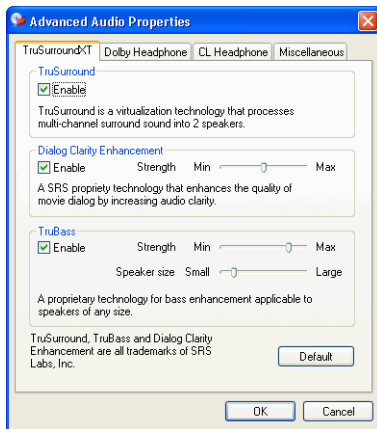 Advanced Audio Properties
TruSurroundXT Dolby Headphone CL Headphone Miscellaneous
TruSurround
Enable
TruSurround is a virtualization technology that processes
multi-channel surround sound into 2 speakers.
Dialog Clarity Enhancement
Enable Strength Min Max
A SRS propriety technology that enhances the quality of
movie dialog by increasing audio clarity.
TruBass
Enable Strength Min Max
Speaker size Small Large
A proprietary technology for bass enhancement applicable to
speakers of any size.
TruSurround, TruBass and Dialog Clarity
Enhancement are all trademarks of SRS
Labs, Inc.
Default
OK Cancel